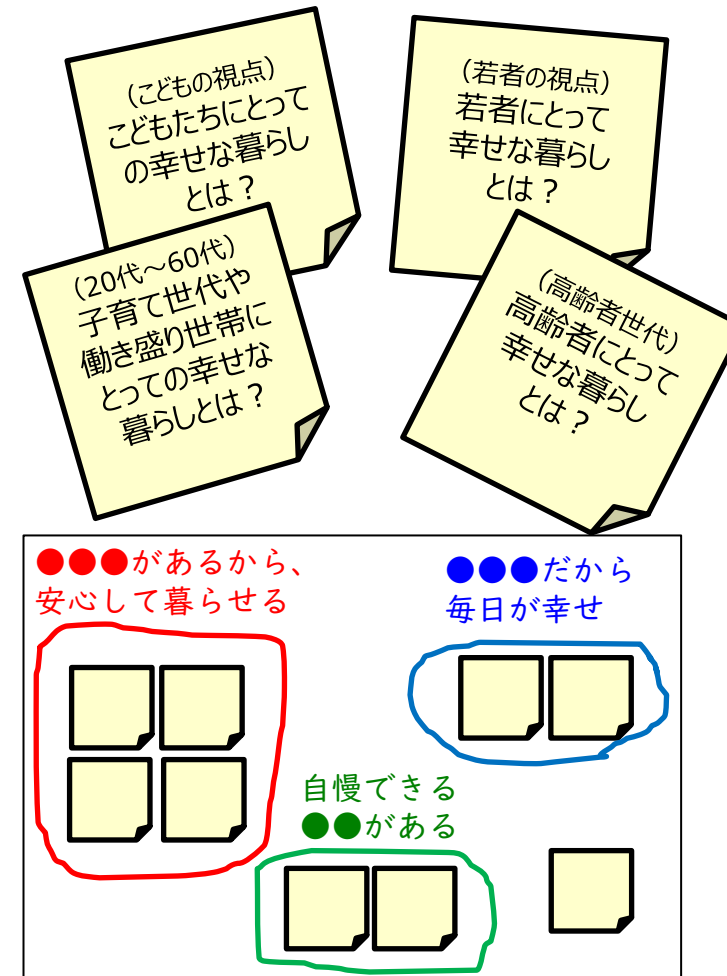 （こどもの視点）
こどもたちにとって
の幸せな暮らし
とは？
（若者の視点）
若者にとって
幸せな暮らし
とは？
（20代～60代）
子育て世代や
働き盛り世帯に
とっての幸せな
暮らしとは？
（高齢者世代）
高齢者にとって
幸せな暮らし
とは？
●●●があるから、
安心して暮らせる
●●●だから
毎日が幸せ
自慢できる
●●がある